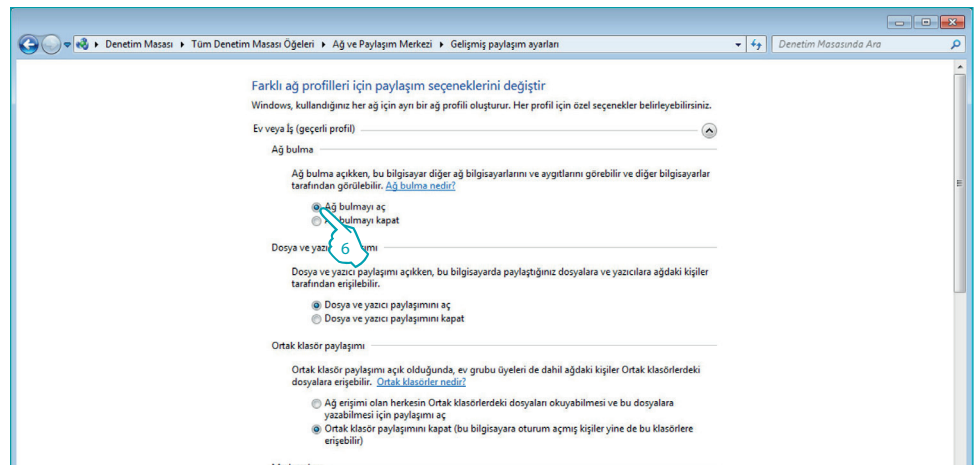 Denetim Masası ▸ Tüm Denetim Masası Öğeleri ▸ Ağ ve Paylaşım Merkezi ▸ Gelişmiş paylaşım ayarları
Denetim Masasında Ara
Farklı ağ profilleri için paylaşım seçeneklerini değiştir
Windows, kullandığınız her ağ için ayrı bir ağ profili oluşturur. Her profil için özel seçenekler belirleyebilirsiniz.
Ev veya İş (geçerli profil)
Ağ bulma
Ağ bulma açıkken, bu bilgisayar diğer ağ bilgisayarlarını ve aygıtlarını görebilir ve diğer bilgisayarlar
tarafından görülebilir. Ağ bulma nedir?
Ağ bulmayı aç
bulmayı kapat
6
Dosya ve yazıcı
Dosya ve yazıcı paylaşımı açıkken, bu bilgisayarda paylaştığınız dosyalara ve yazıcılara ağdaki kişiler
tarafından erişilebilir.
Dosya ve yazıcı paylaşımını aç
Dosya ve yazıcı paylaşımını kapat
Ortak klasör paylaşımı
Ortak klasör paylaşımı açık olduğunda, ev grubu üyeleri de dahil ağdaki kişiler Ortak klasörlerdeki
dosyalara erişebilir. Ortak klasörler nedir?
Ağ erişimi olan herkesin Ortak klasörlerdeki dosyaları okuyabilmesi ve bu dosyalara
yazabilmesi için paylaşımı aç
Ortak klasör paylaşımını kapat (bu bilgisayara oturum açmış kişiler yine de bu klasörlere
erişebilir)